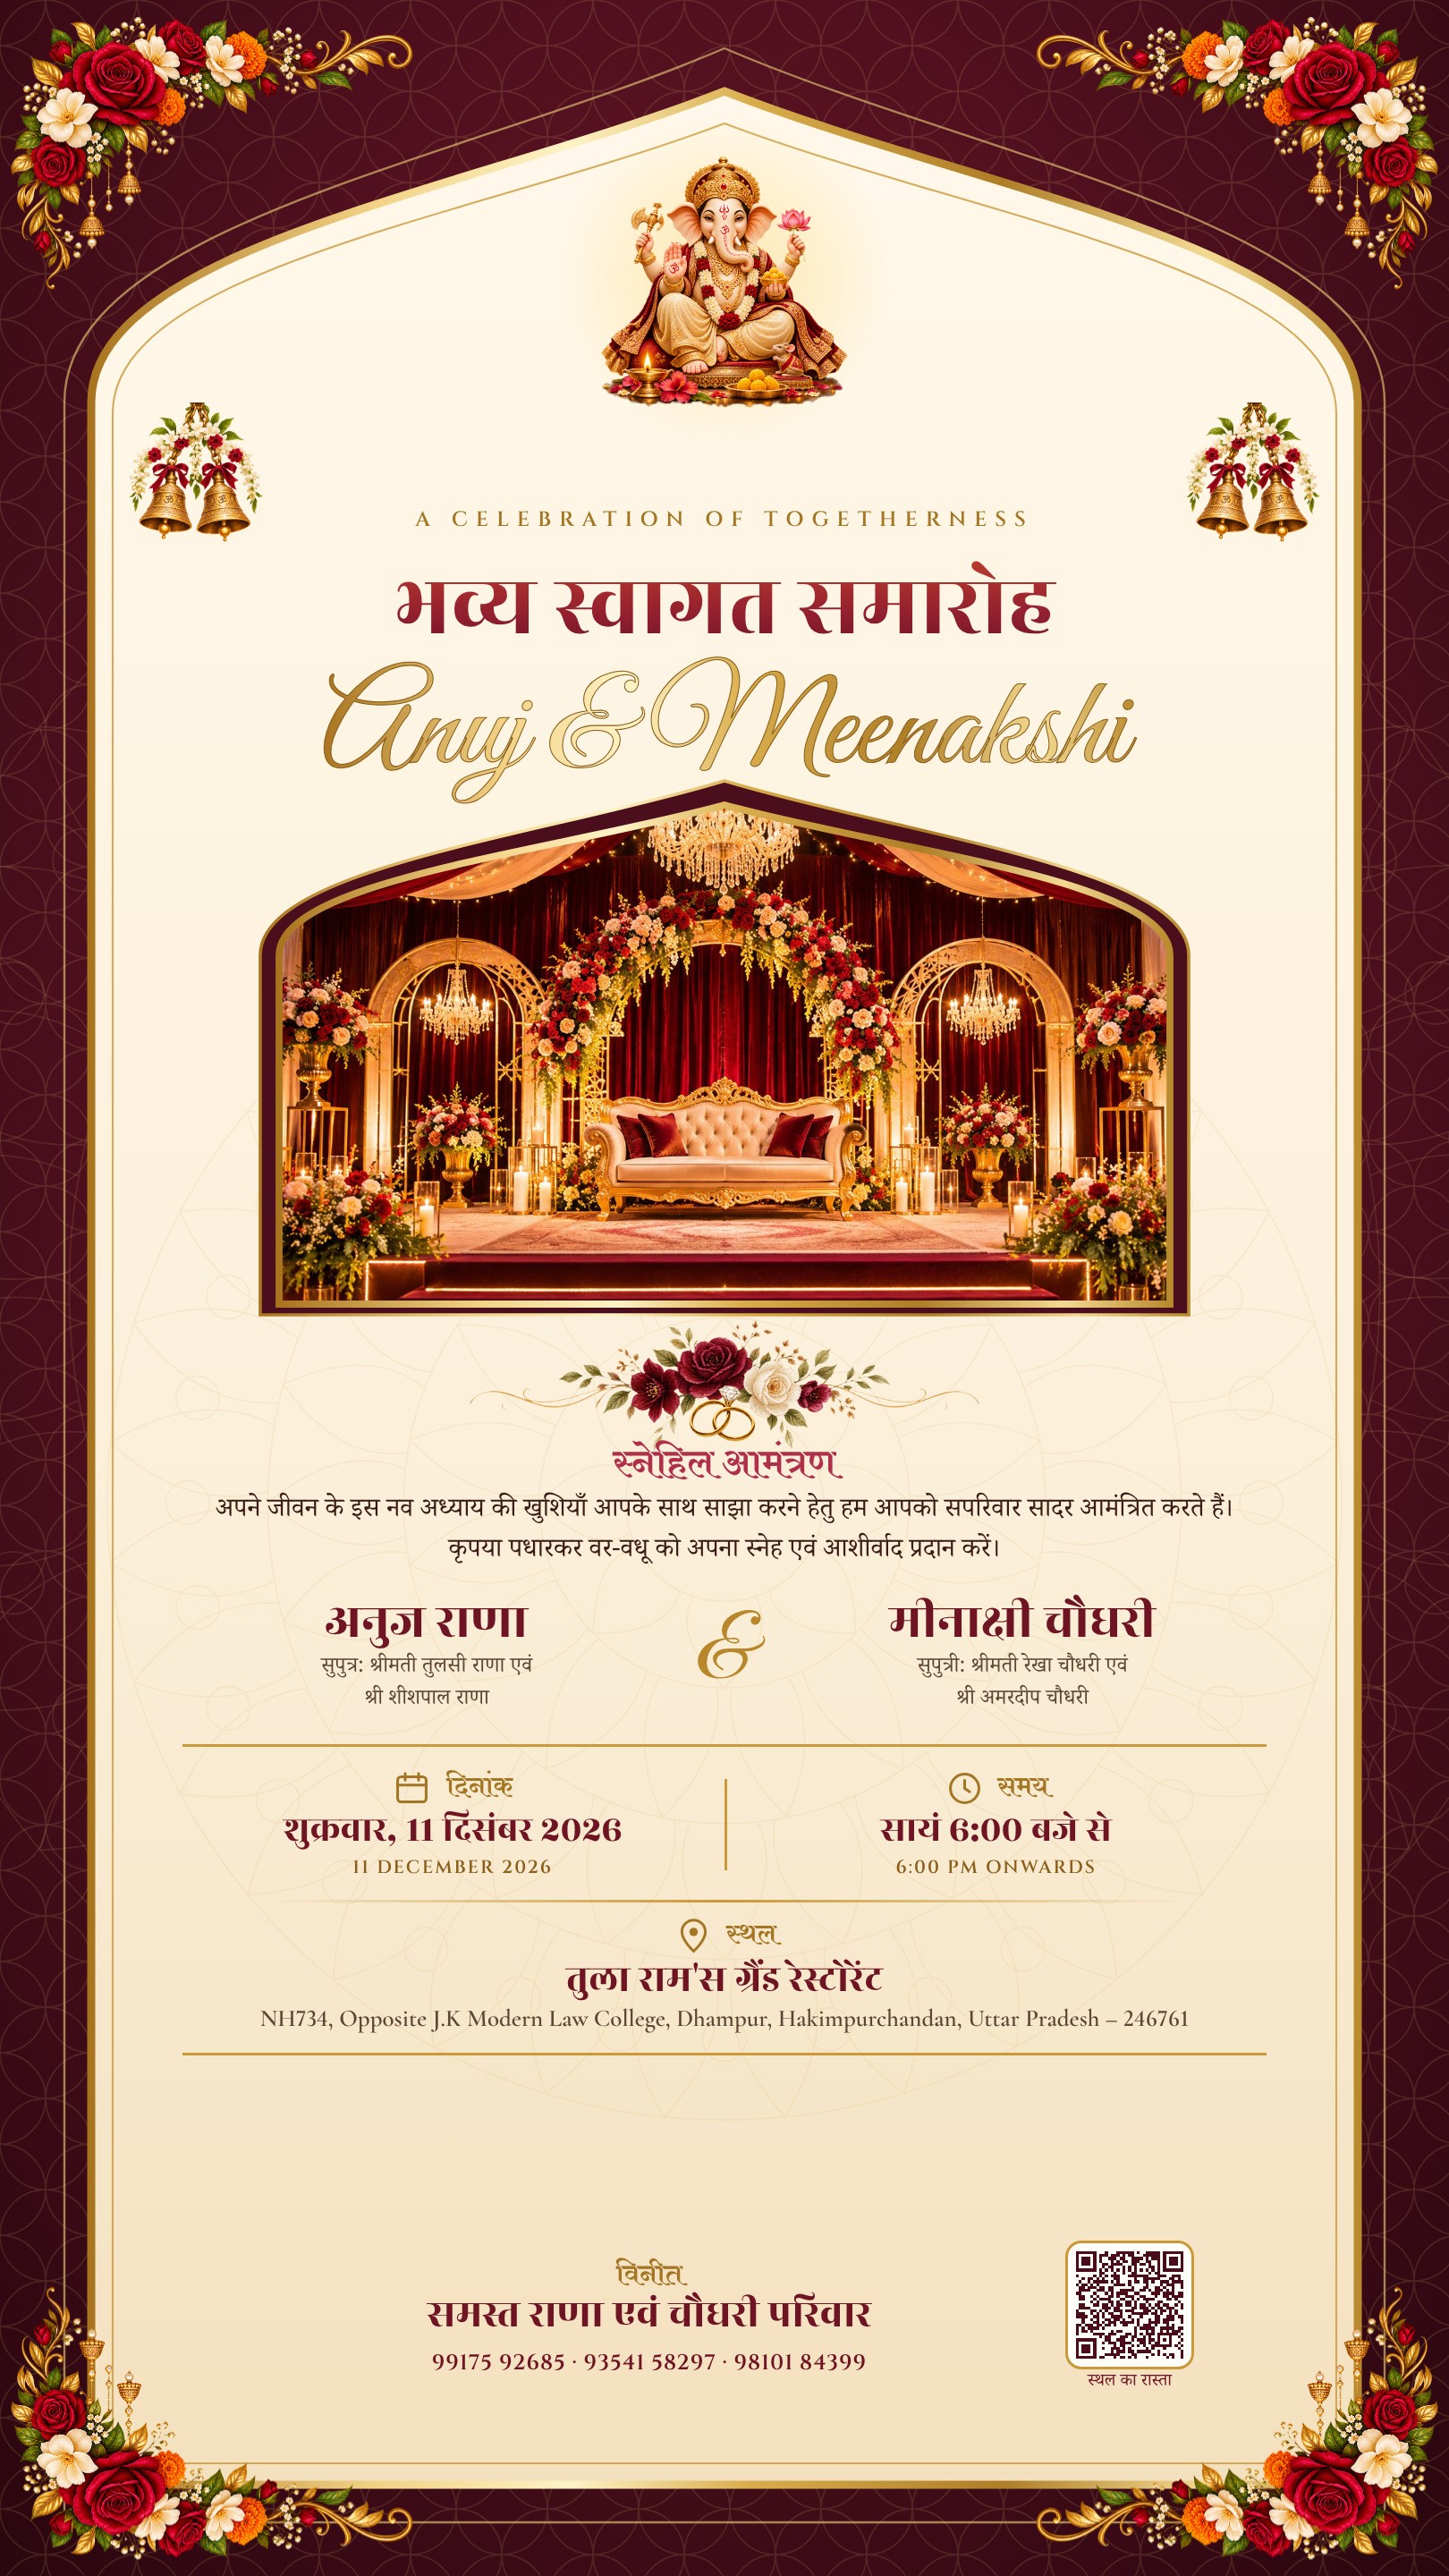 A CELEBRATION OF TOGETHERNESS
भव्य स्वागत समारोह
Anuj & Meenakshi
स्नेहिल आमंत्रण
अपने जीवन के इस नव अध्याय की खुशियाँ आपके साथ साझा करने हेतु हम आपको सपरिवार सादर आमंत्रित करते हैं।
कृपया पधारकर वर-वधू को अपना स्नेह एवं आशीर्वाद प्रदान करें।
अनुज राणा & मीनाक्षी चौधरी
सुपुत्र: श्रीमती तुलसी राणा एवं सुपुत्री: श्रीमती रेखा चौधरी एवं
श्री शीशपाल राणा श्री अमरदीप चौधरी
दिनांक समय
शुक्रवार, 11 दिसंबर 2026 सायं 6:00 बजे से
11 DECEMBER 2026 6:00 PM ONWARDS
स्थल
तुला राम'स ग्रैंड रेस्टोरेंट
NH734, Opposite J.K Modern Law College, Dhampur, Hakimpurchandan, Uttar Pradesh – 246761
विनीत
समस्त राणा एवं चौधरी परिवार
99175 92685 · 93541 58297 · 98101 84399
स्थल का रास्ता